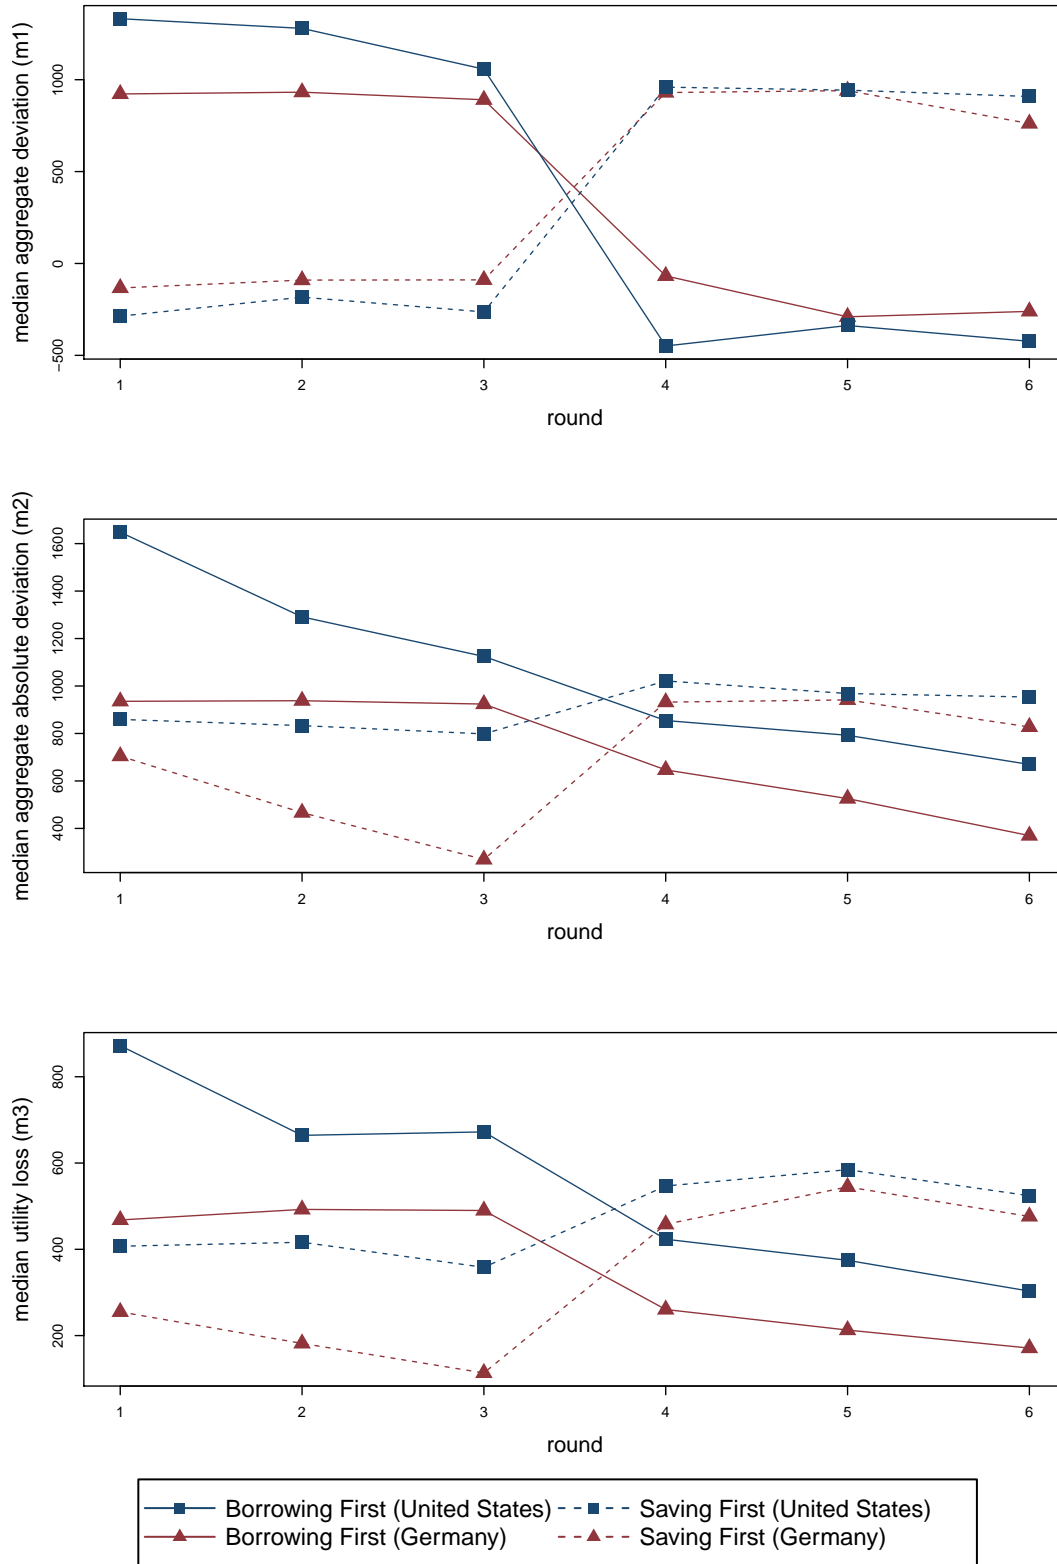 median aggregate deviation (m1)
1000
500
0
−500
1 2 3 4 5 6
round
median aggregate absolute deviation (m2)
1600
1400
1200
1000
800
600
400
1 2 3 4 5 6
round
median utility loss (m3)
800
600
400
200
1 2 3 4 5 6
round
Borrowing First (United States) Saving First (United States)
Borrowing First (Germany) Saving First (Germany)